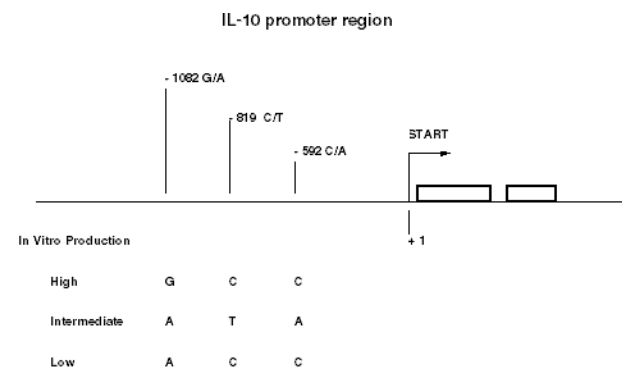 IL-10 promoter region
- 1082 G/A
- 819 C/T
- 592 C/A
START
In Vitro Production
+ 1
High G C C
Intermediate A T A
Low A C C